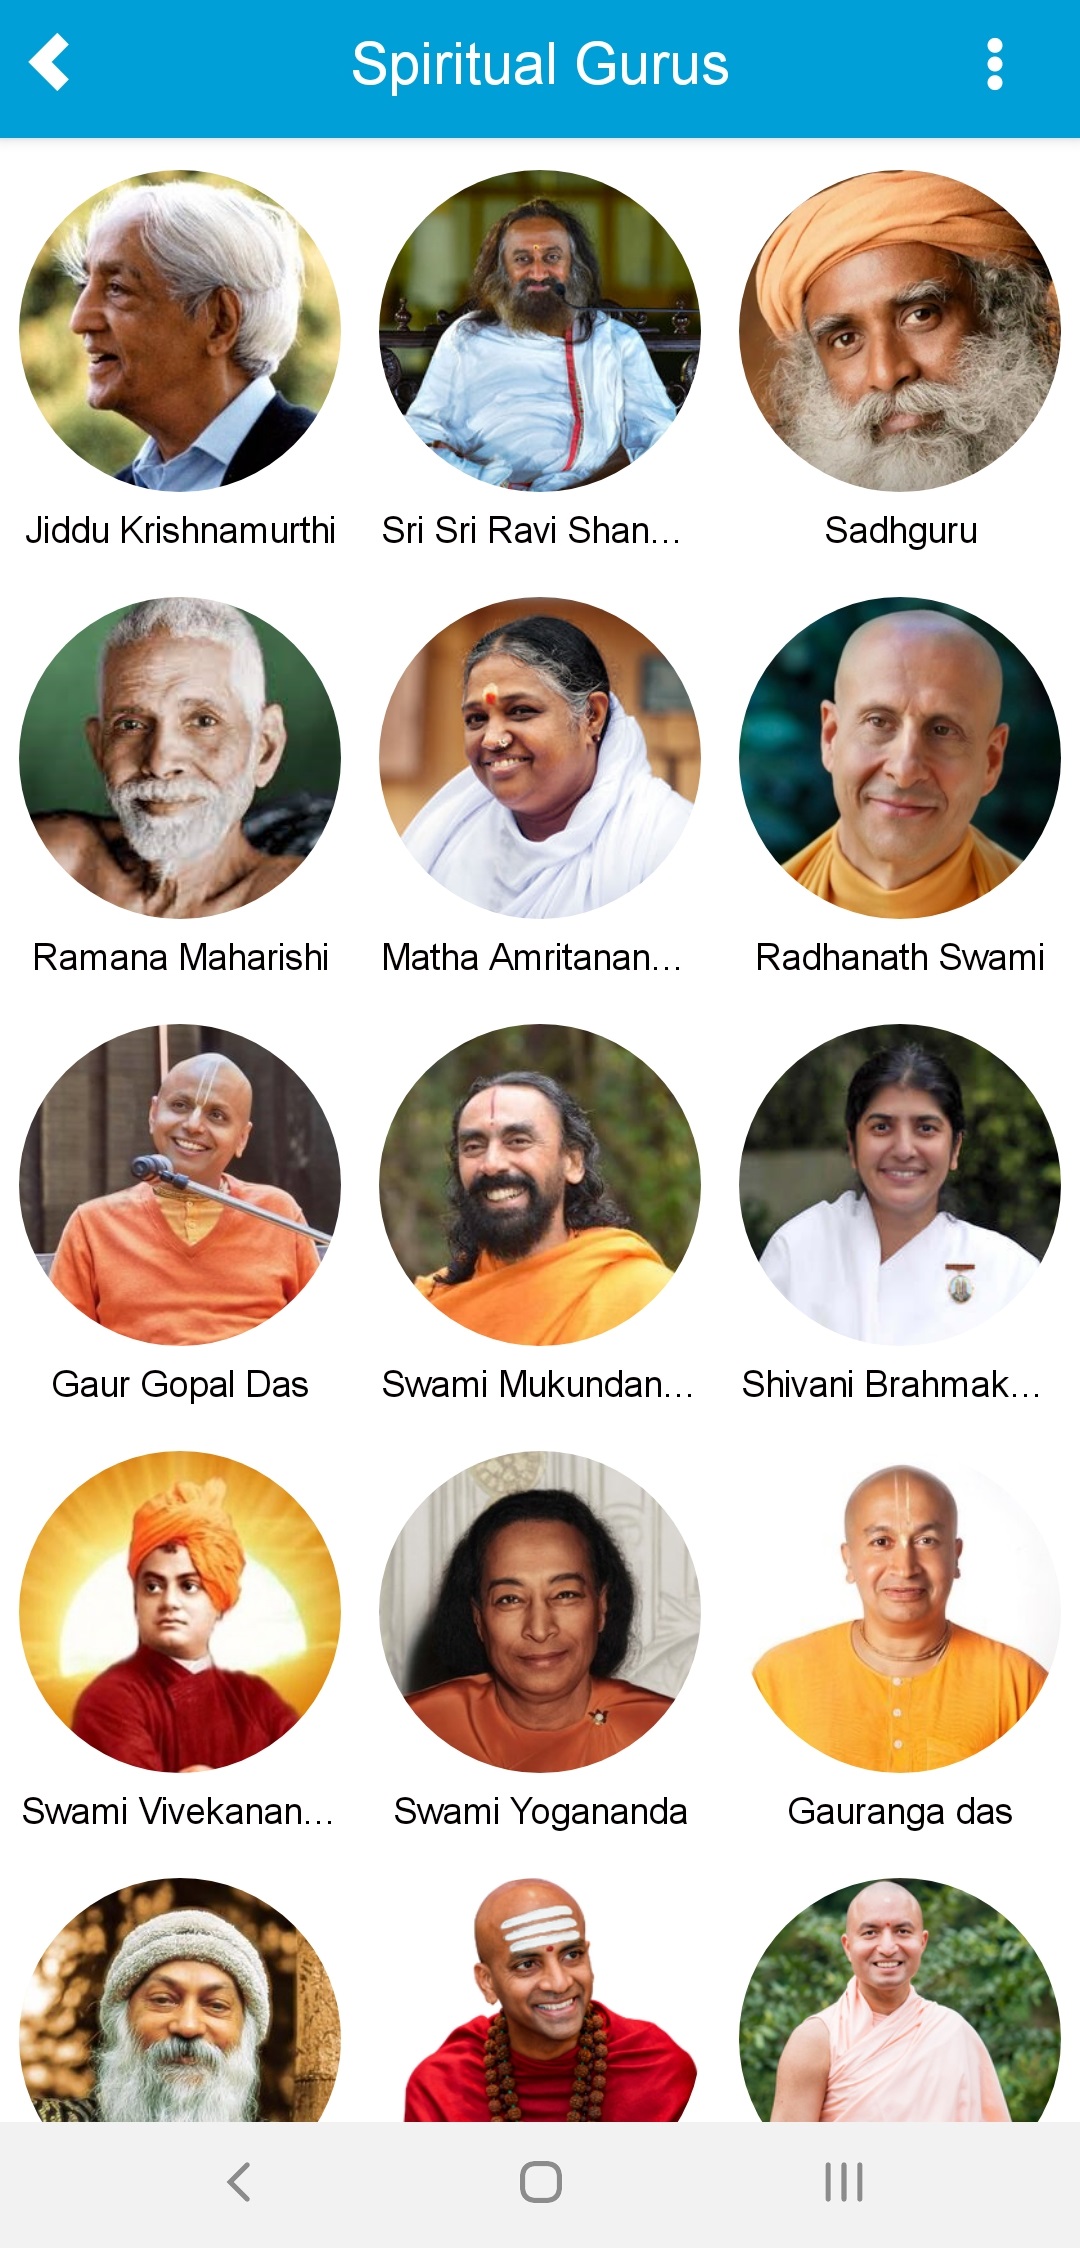 Spiritual Gurus
Jiddu Krishnamurthi
Sri Sri Ravi Shan...
Sadhguru
Ramana Maharishi
Matha Amritanan...
Radhanath Swami
Gaur Gopal Das
Swami Mukundan...
Shivani Brahmak...
Swami Vivekanan...
Swami Yogananda
Gauranga das